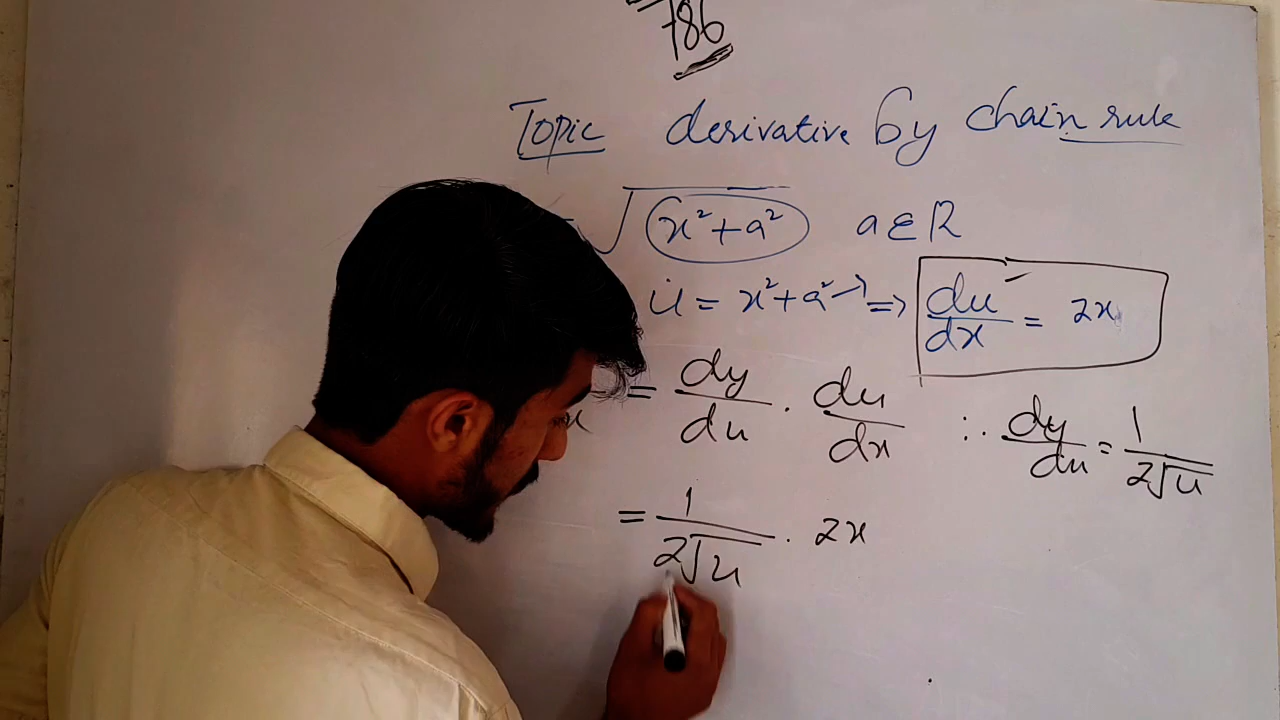 786
Topic derivative by chain rule
= √(x²+a²) a∈R
u = x²+a² → ⇒ du/dx = 2x
x = dy/du . du/dx ∴ dy/du = 1/2√u
= 1/2√u . 2x